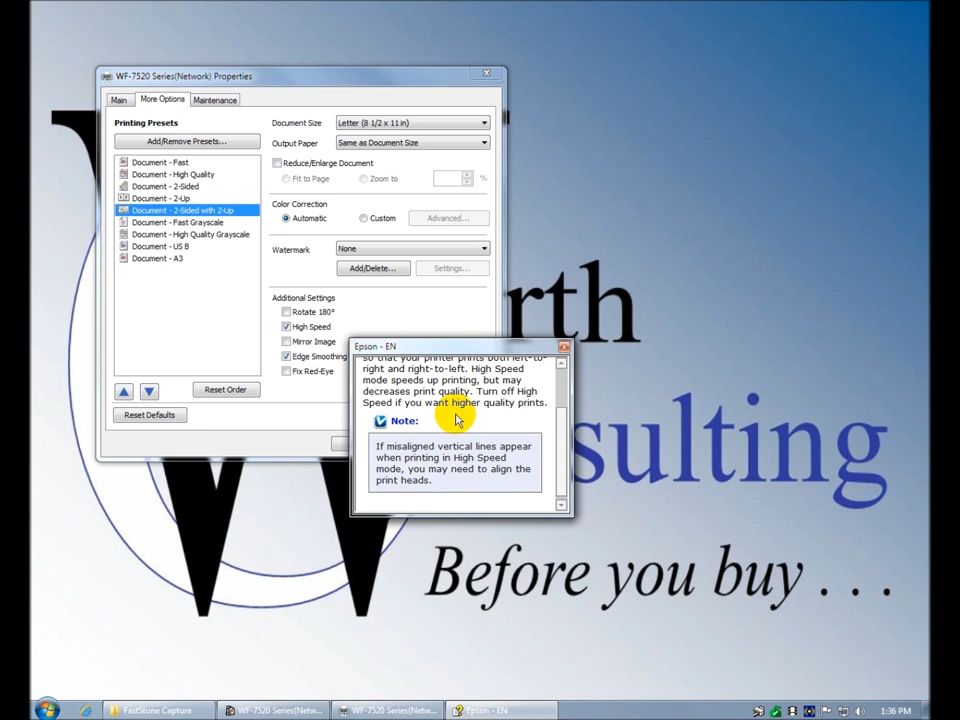 WF-7520 Series(Network) Properties
Main
More Options
Maintenance
Printing Presets
Add/Remove Presets...
Document - Fast
Document - High Quality
Document - 2-Sided
Document - 2-Up
Document - 2-Sided with 2-Up
Document - Fast Grayscale
Document - High Quality Grayscale
Document - US B
Document - A3
Reset Order
Reset Defaults
Document Size
Letter (8 1/2 x 11 in)
Output Paper
Same as Document Size
Reduce/Enlarge Document
Fit to Page
Zoom to
%
Color Correction
Automatic
Custom
Advanced...
Watermark
None
Add/Delete...
Settings...
Additional Settings
Rotate 180°
High Speed
Mirror Image
Edge Smoothing
Fix Red-Eye
Epson - EN
so that your printer prints both left-to-
right and right-to-left. High Speed
mode speeds up printing, but may
decreases print quality. Turn off High
Speed if you want higher quality prints.
Note:
If misaligned vertical lines appear
when printing in High Speed
mode, you may need to align the
print heads.
rth
sulting
Before you buy . . .
FastStone Capture
WF-7520 Series(Netw...
WF-7520 Series(Netw...
Epson - EN
1:36 PM